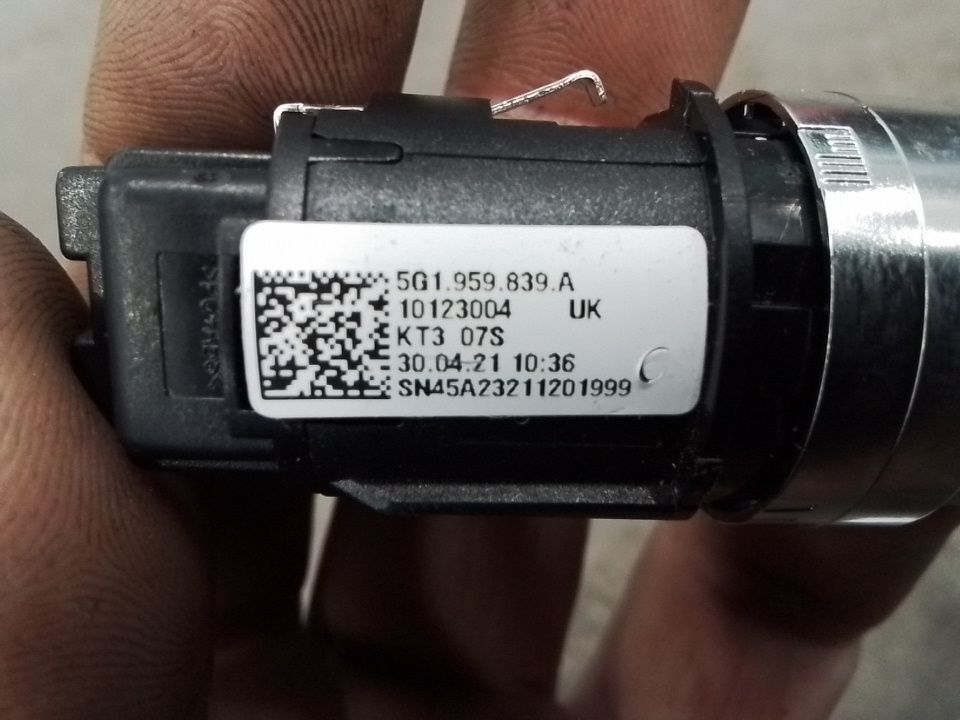 5G1.959.839.A
10123004 UK
KT3 07S
30.04.21 10:36
SN45A23211201999